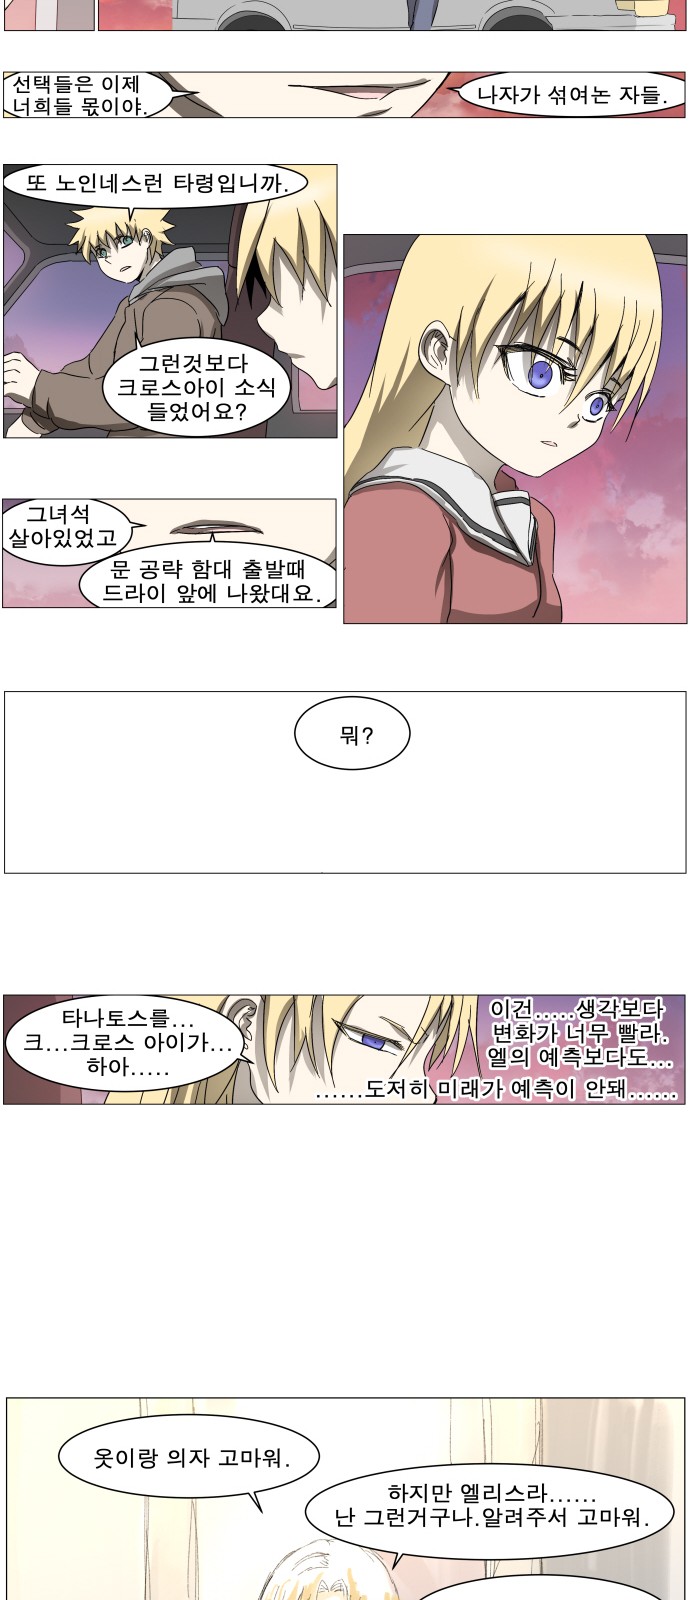 선택들은 이제
너희들 몫이야.
나자가 섞여논 자들.
또 노인네스런 타령입니까.
그런것보다
크로스아이 소식
들었어요?
그녀석
살아있었고
문 공략 함대 출발때
드라이 앞에 나왔대요.
뭐?
타나토스를...
크...크로스 아이가...
하아.....
이건.....생각보다
변화가 너무 빨라.
엘의 예측보다도...
......도저히 미래가 예측이 안돼......
옷이랑 의자 고마워.
하지만 엘리스라......
난 그런거구나.알려주서 고마워.